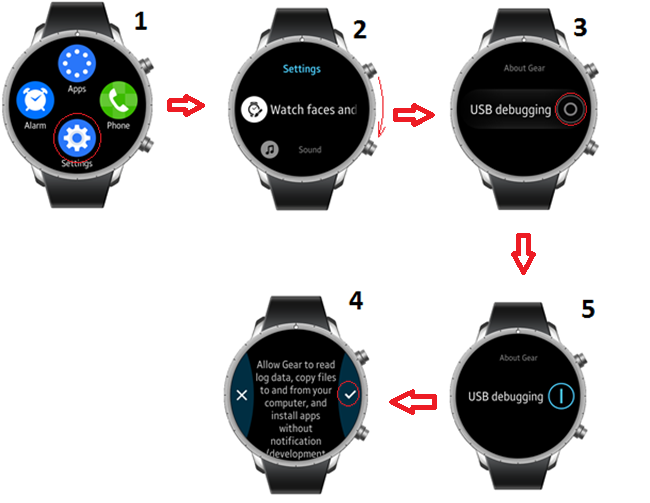 1
Apps
Alarm
Phone
Settings
2
Settings
Watch faces and
Sound
3
About Gear
USB debugging
4
Allow Gear to read
log data, copy files
to and from your
computer, and
install apps
without
notification
(development
5
About Gear
USB debugging